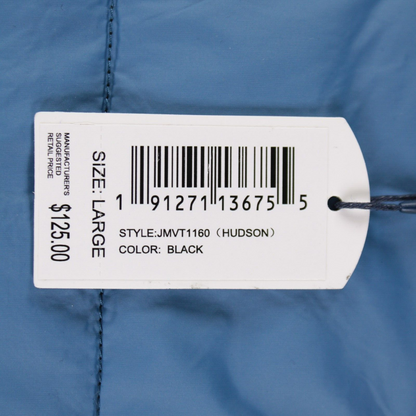 MANUFACTURER'S
SUGGESTED
RETAIL PRICE
$125.00
SIZE: LARGE
1 91271 13675 5
STYLE:JMVT1160（HUDSON）
COLOR: BLACK